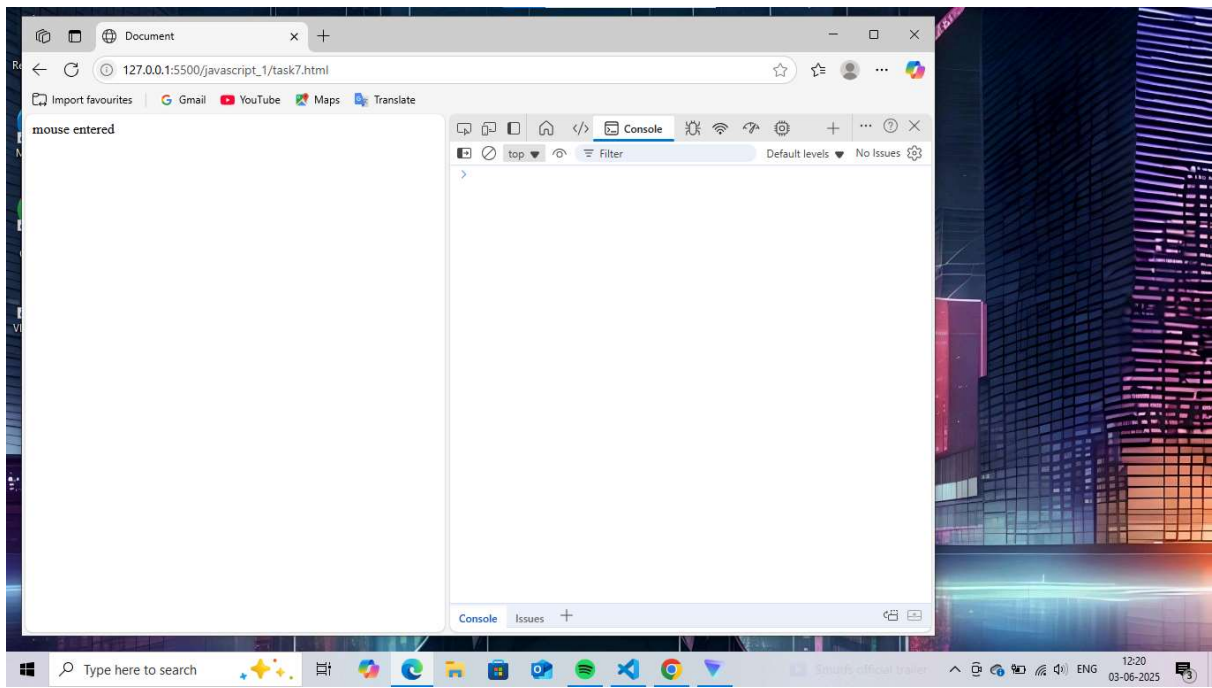 Document
127.0.0.1:5500/javascript_1/task7.html
Import favourites G Gmail YouTube Maps Translate
mouse entered
Console
top Filter Default levels No Issues
>
Console Issues
Type here to search
ENG
12:20
03-06-2025
3